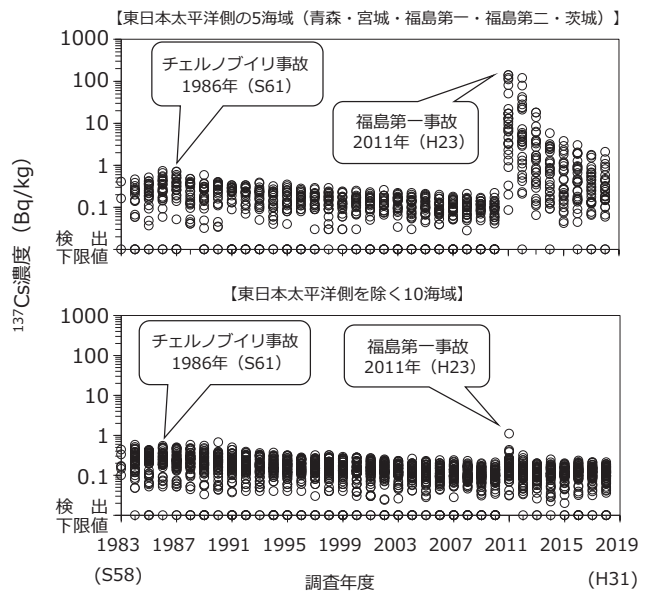 【東日本太平洋側の5海域（青森・宮城・福島第一・福島第二・茨城）】
1000
100
10
1
0.1
検 出
下限値
チェルノブイリ事故
1986年（S61）
福島第一事故
2011年（H23）
137Cs濃度（Bq/kg）
【東日本太平洋側を除く10海域】
1000
100
10
1
0.1
検 出
下限値
チェルノブイリ事故
1986年（S61）
福島第一事故
2011年（H23）
1983 1987 1991 1995 1999 2003 2007 2011 2015 2019
(S58) 調査年度 (H31)